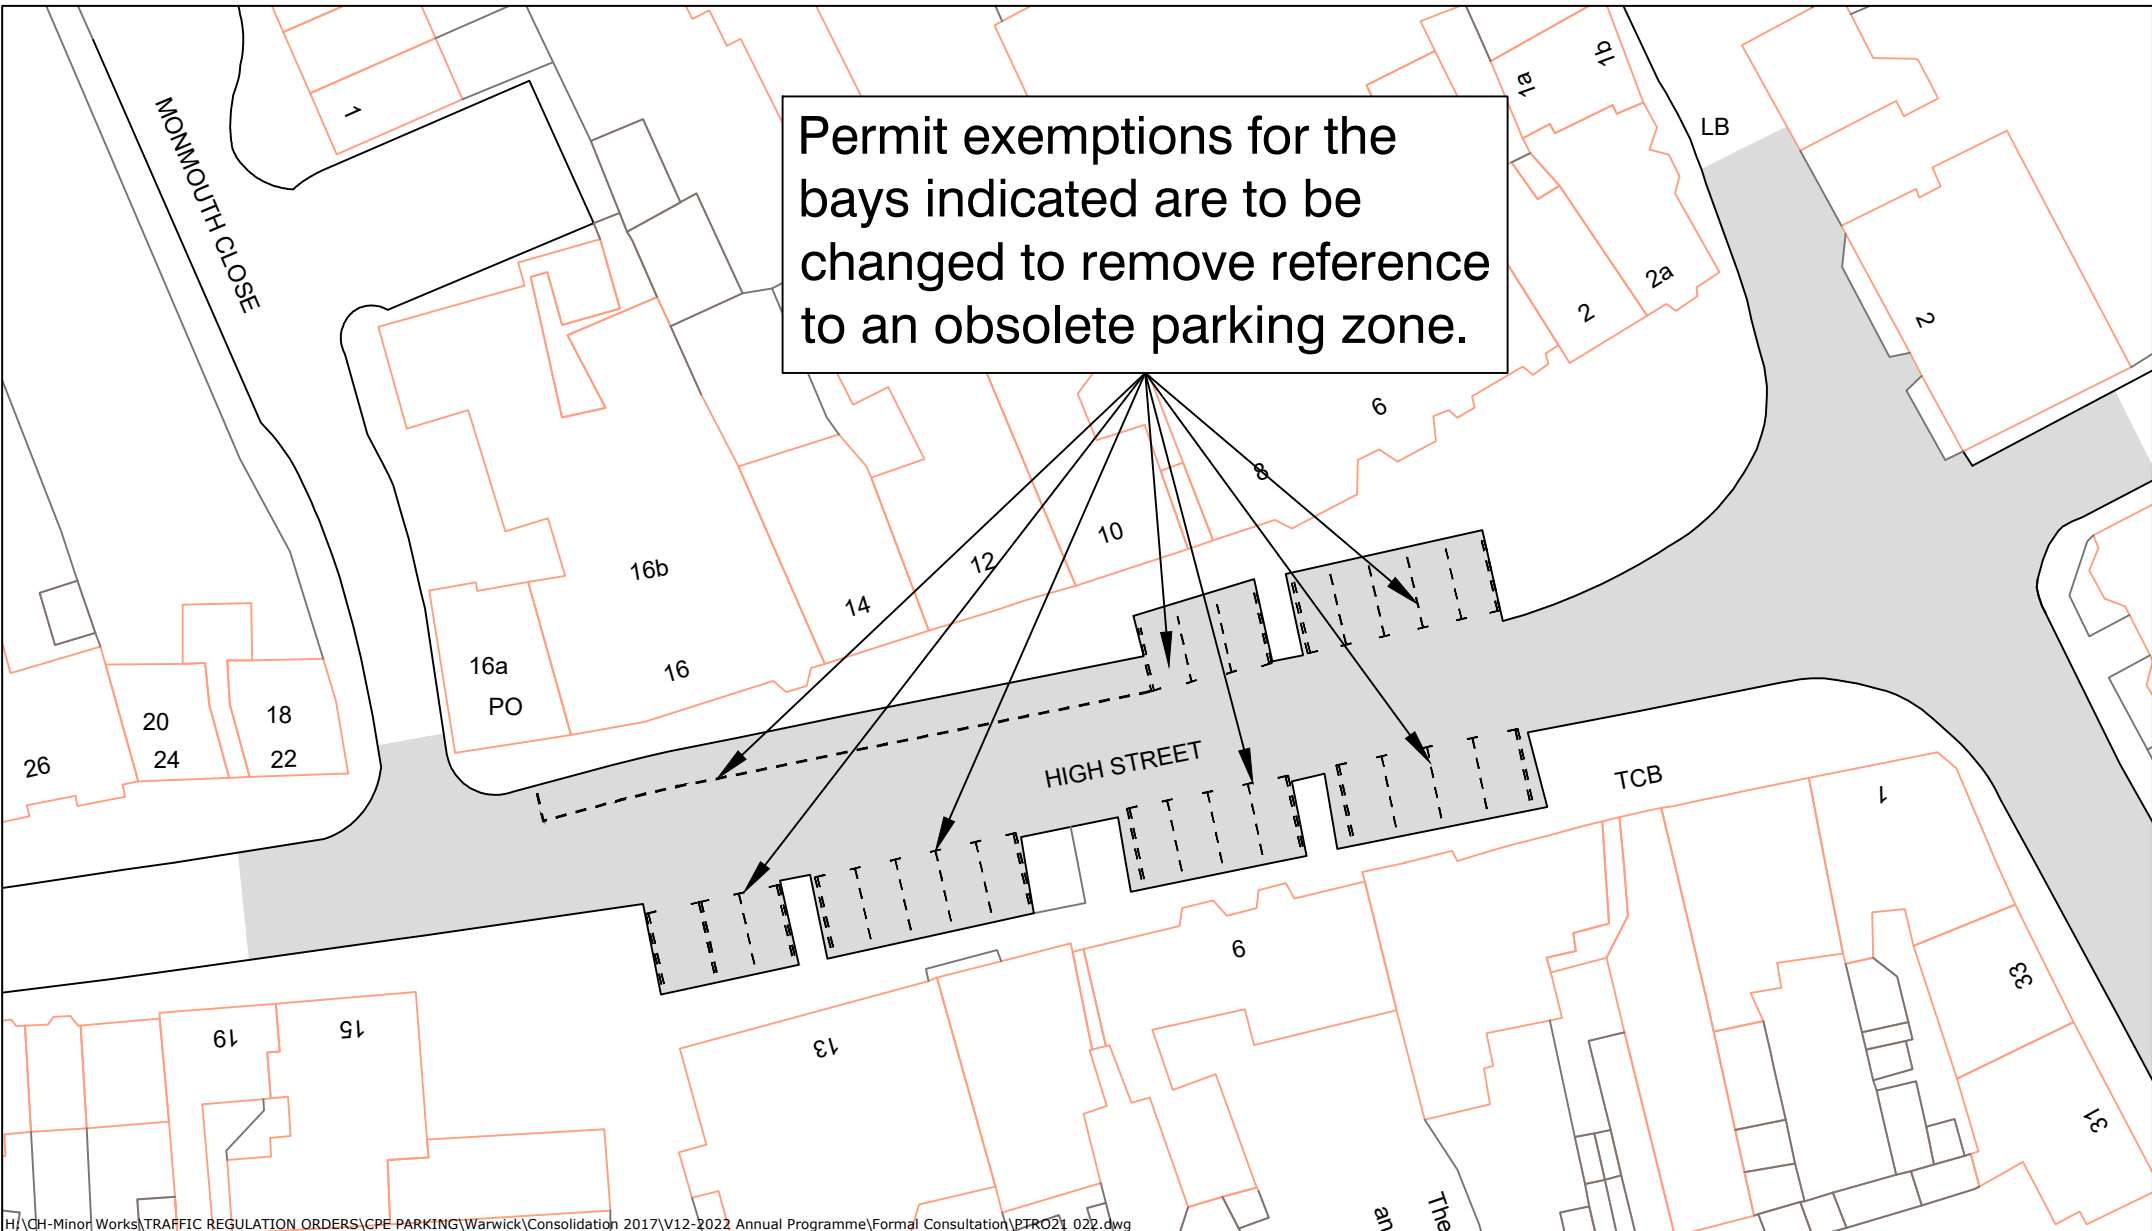 Permit exemptions for the
bays indicated are to be
changed to remove reference
to an obsolete parking zone.
MONMOUTH CLOSE
1
1a
1b
LB
2a
2
2
6
8
10
12
14
16b
16
16a
PO
18
22
20
24
26
HIGH STREET
TCB
1
9
33
31
13
15
19
The
an
H:\CH-Minor Works\TRAFFIC REGULATION ORDERS\CPE PARKING\Warwick\Consolidation 2017\V12-2022 Annual Programme\Formal Consultation\PTRO21 022.dwg